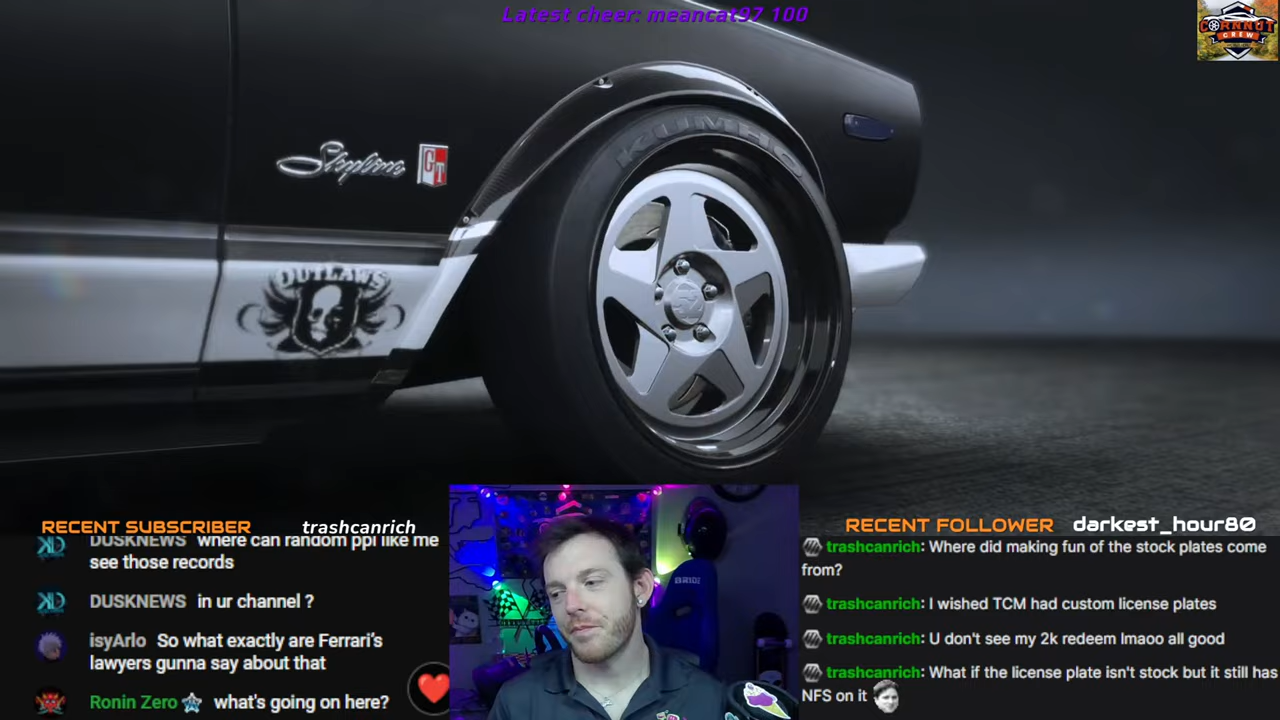 Latest cheer: meancat97 100
CORNNUT
CREW
KUMHO
Skyline GT
OUTLAWS
BRIDE
RECENT SUBSCRIBER trashcanrich
DUSKNEWS where can random ppl like me
see those records
DUSKNEWS in ur channel ?
isyArlo So what exactly are Ferrari's
lawyers gunna say about that
Ronin Zero what's going on here?
RECENT FOLLOWER darkest_hour80
trashcanrich: Where did making fun of the stock plates come
from?
trashcanrich: I wished TCM had custom license plates
trashcanrich: U don't see my 2k redeem lmaoo all good
trashcanrich: What if the license plate isn't stock but it still has
NFS on it